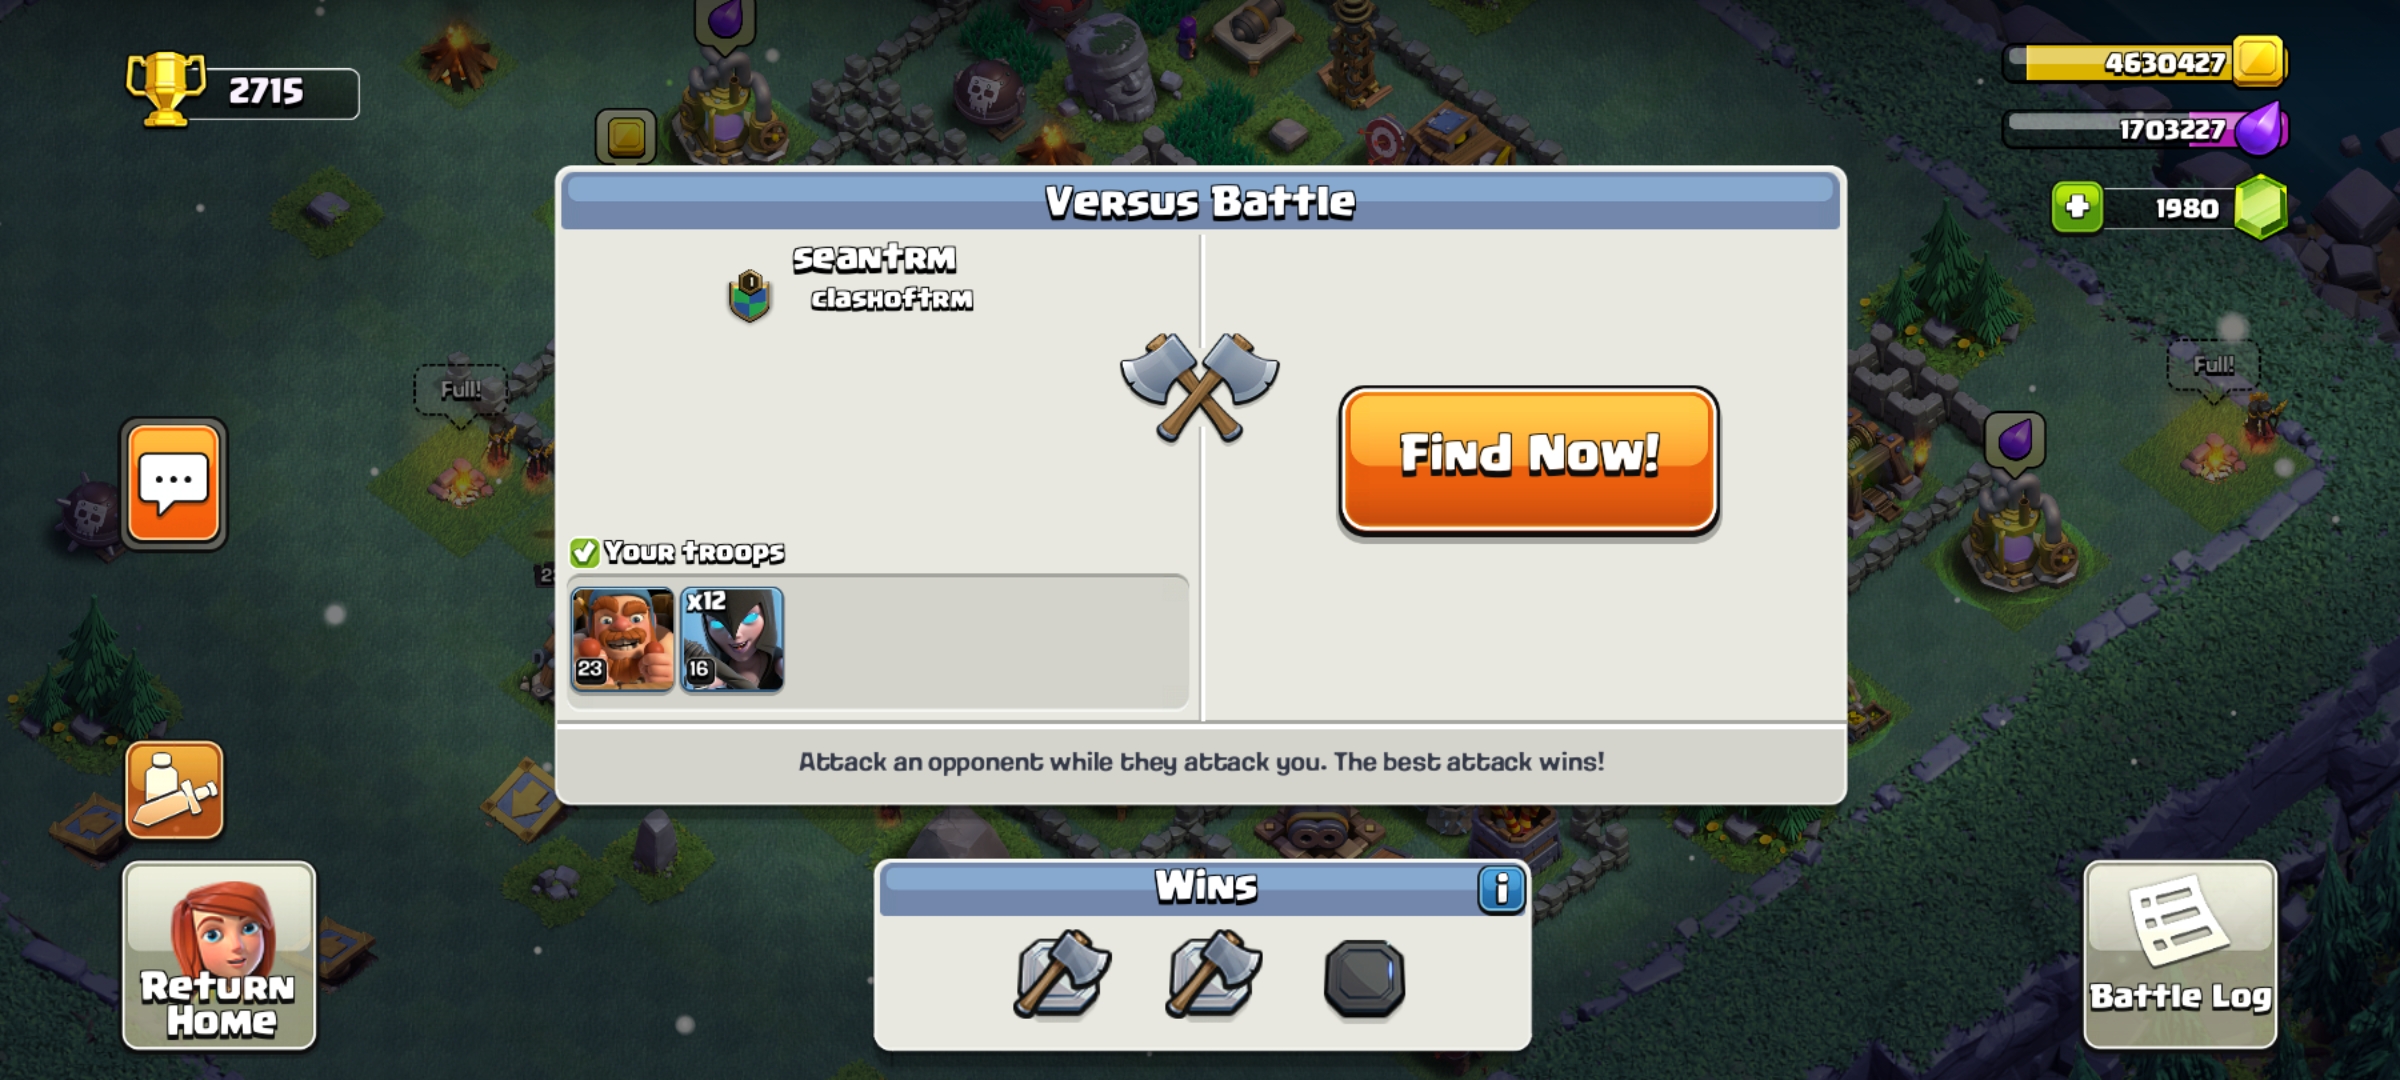 2715
4630427
1703227
1980
Versus Battle
seantrm
clashoftrm
Full!
Full!
Find Now!
Your troops
x12
23
16
Attack an opponent while they attack you. The best attack wins!
Wins
i
Return
Home
Battle Log